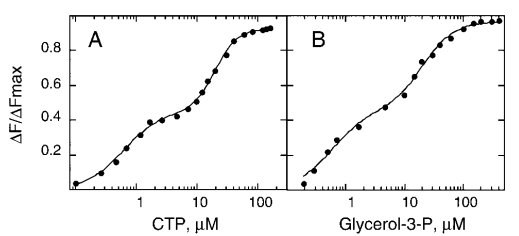 A
B
ΔF/ΔFmax
0.8
0.6
0.4
0.2
1 10 100
1 10 100
CTP, μM
Glycerol-3-P, μM